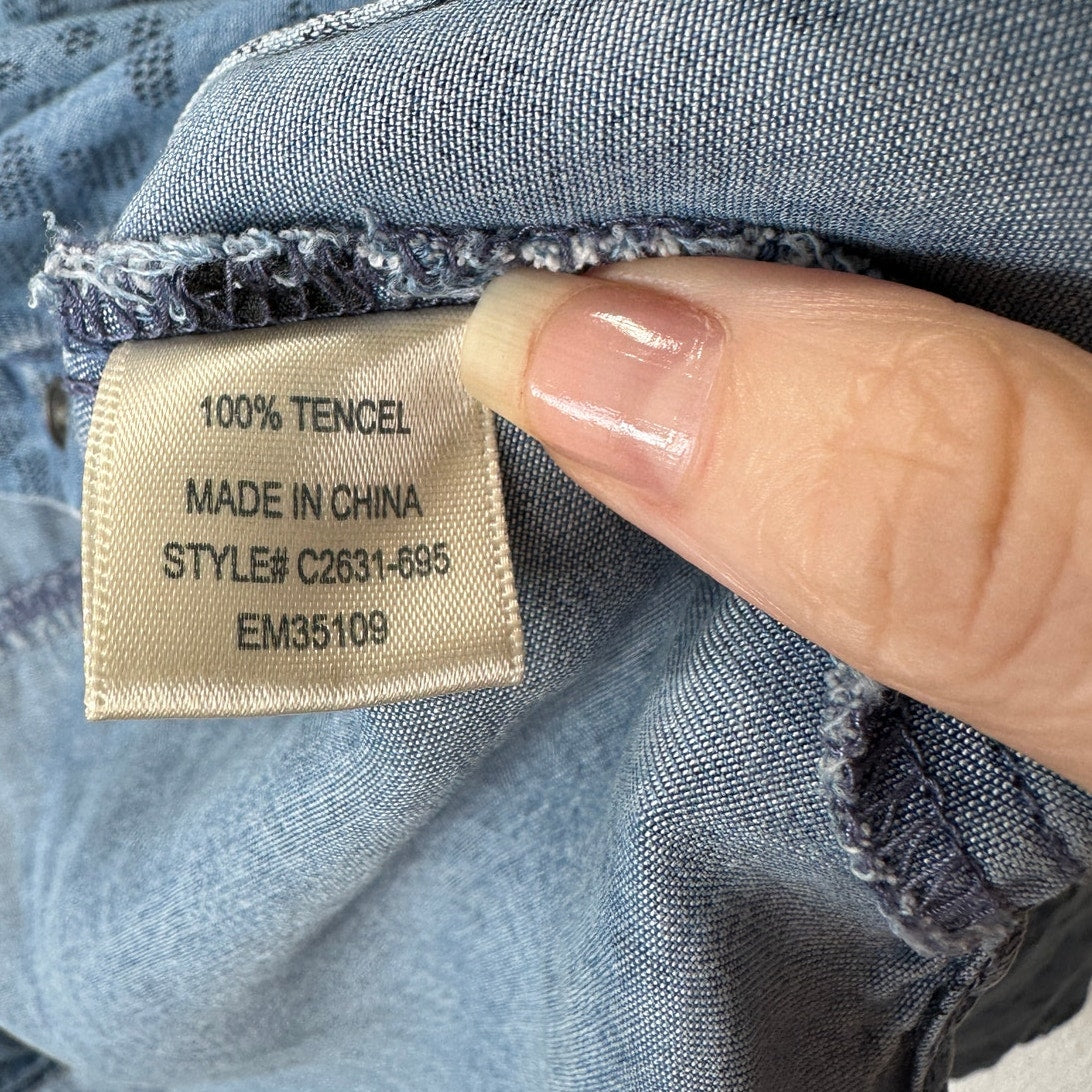 100% TENCEL
MADE IN CHINA
STYLE# C2631-695
EM35109